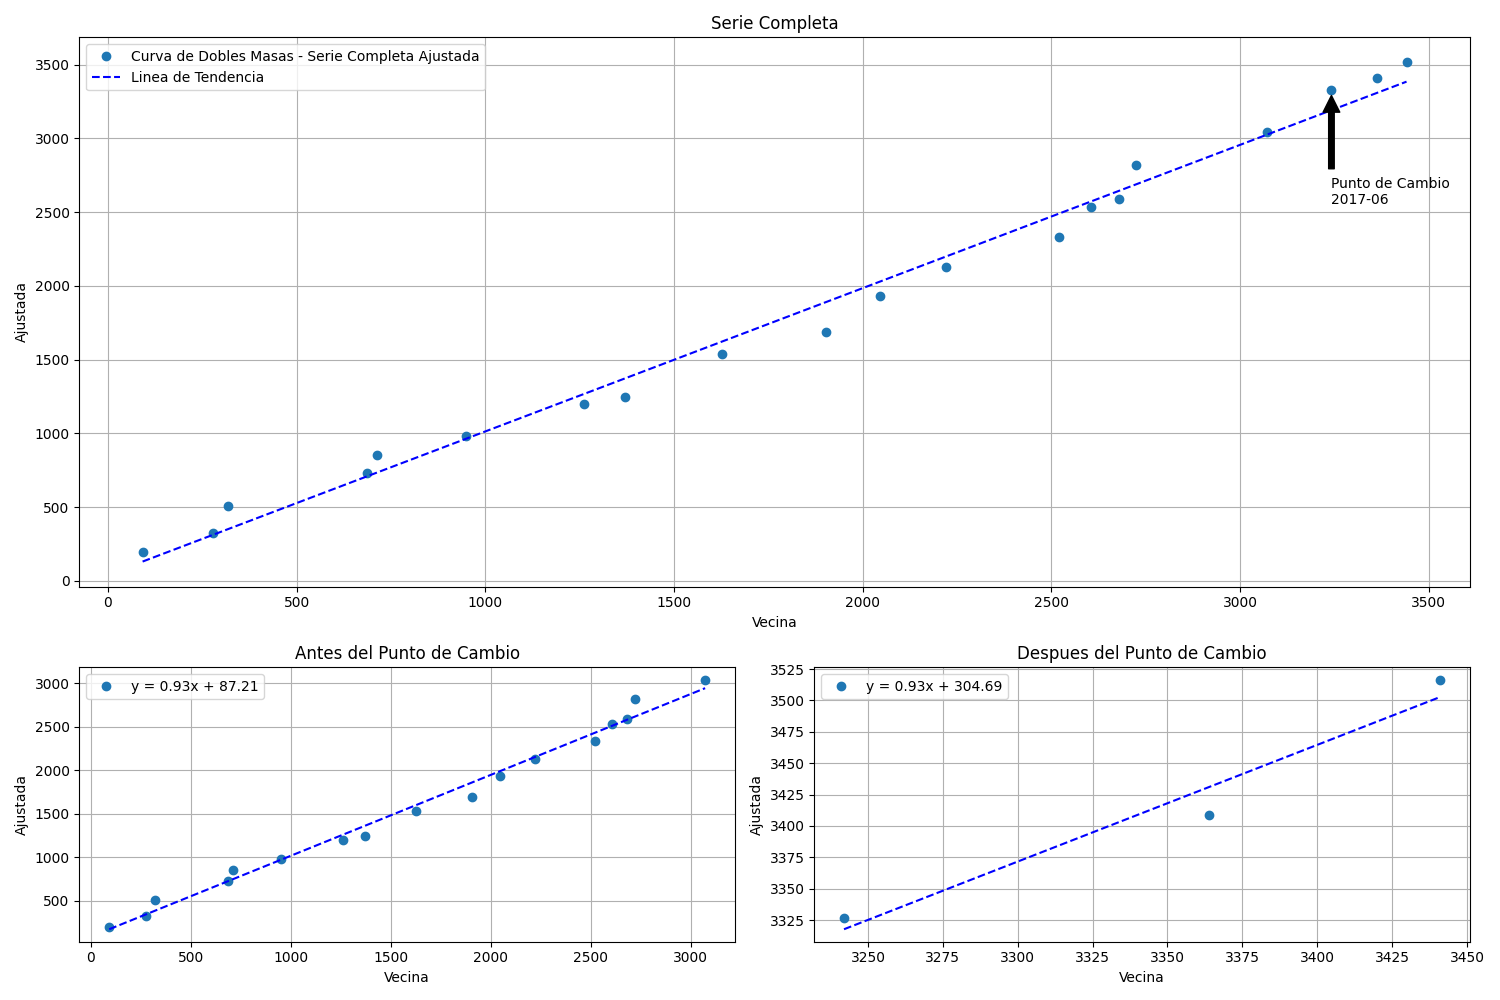 Serie Completa
Curva de Dobles Masas - Serie Completa Ajustada
Linea de Tendencia
3500
3000
2500
2000
1500
1000
500
0
Ajustada
Punto de Cambio
2017-06
0 500 1000 1500 2000 2500 3000 3500
Vecina
Antes del Punto de Cambio
y = 0.93x + 87.21
3000
2500
2000
1500
1000
500
Ajustada
0 500 1000 1500 2000 2500 3000
Vecina
Despues del Punto de Cambio
y = 0.93x + 304.69
3525
3500
3475
3450
3425
3400
3375
3350
3325
Ajustada
3250 3275 3300 3325 3350 3375 3400 3425 3450
Vecina